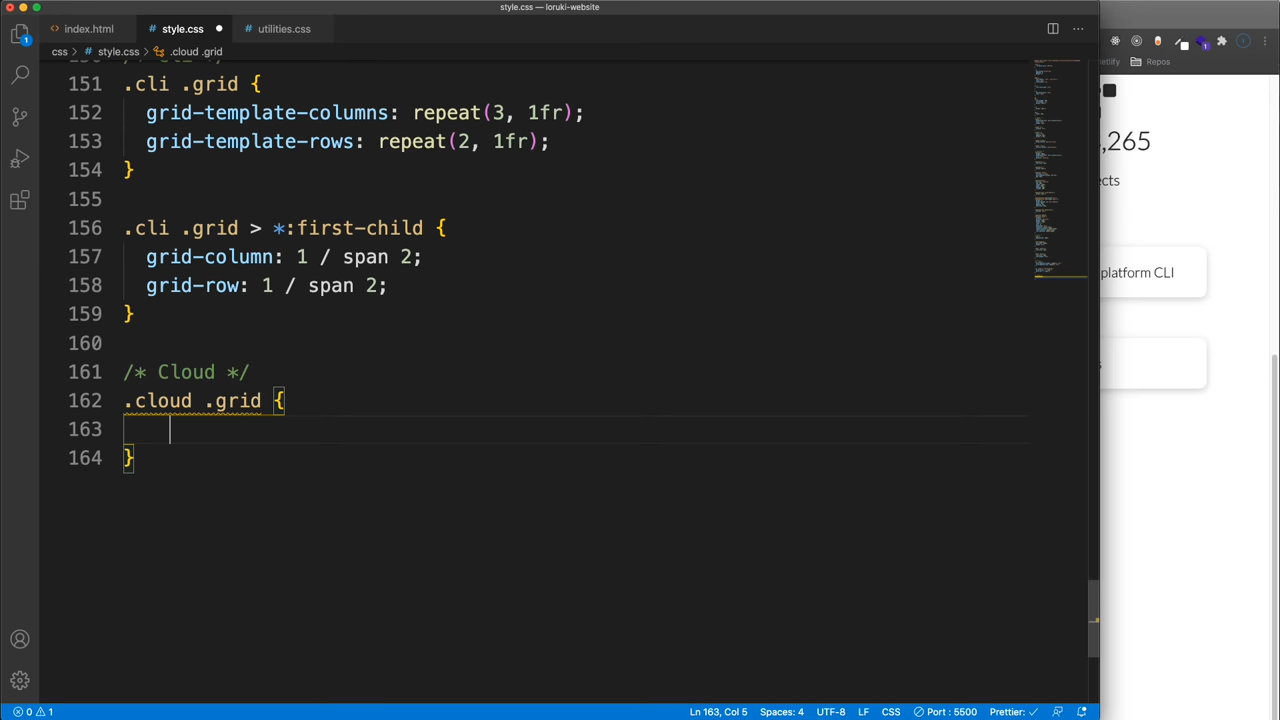 style.css — loruki-website
index.html
style.css
utilities.css
css > style.css > .cloud .grid
151 .cli .grid {
152 grid-template-columns: repeat(3, 1fr);
153 grid-template-rows: repeat(2, 1fr);
154 }
155
156 .cli .grid > *:first-child {
157 grid-column: 1 / span 2;
158 grid-row: 1 / span 2;
159 }
160
161 /* Cloud */
162 .cloud .grid {
163
164 }
1
Repos
,265
ects
platform CLI
0 1
Ln 163, Col 5
Spaces: 4
UTF-8
LF
CSS
Port : 5500
Prettier: ✓